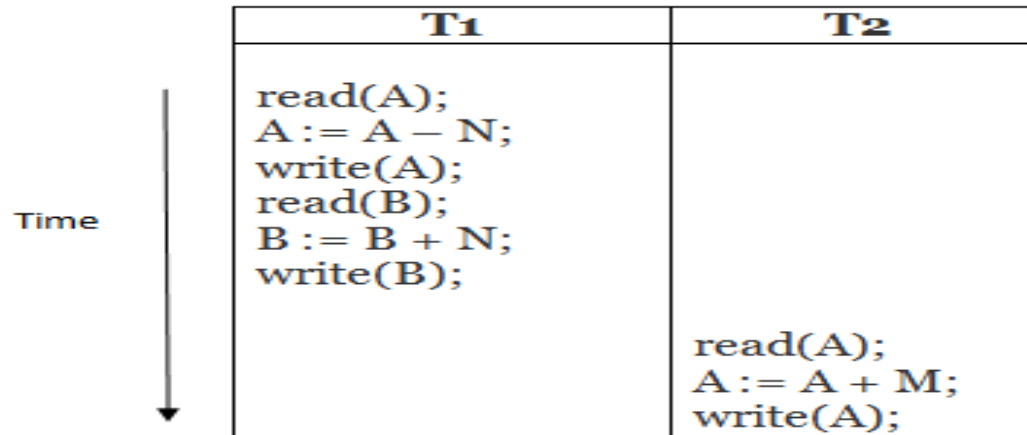 T1 T2
read(A);
A := A – N;
write(A);
read(B);
Time
B := B + N;
write(B);
read(A);
A := A + M;
write(A);